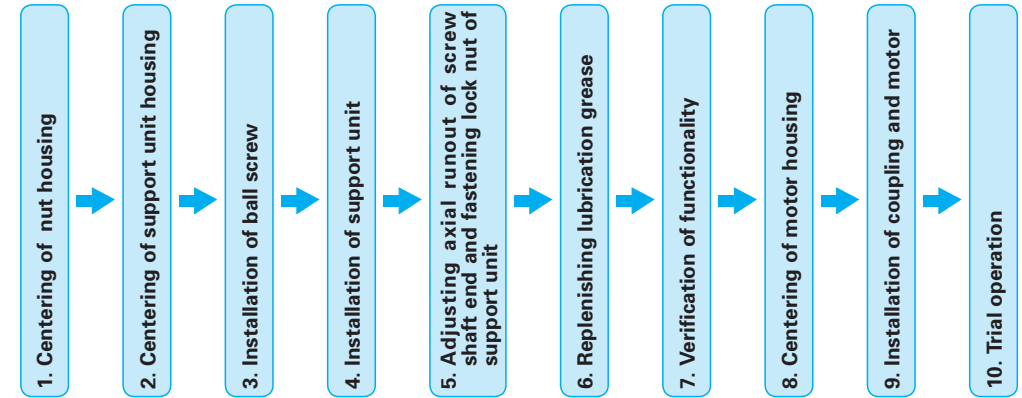 1. Centering of nut housing
2. Centering of support unit housing
3. Installation of ball screw
4. Installation of support unit
5. Adjusting axial runout of screw
shaft end and fastening lock nut of
support unit
6. Replenishing lubrication grease
7. Verification of functionality
8. Centering of motor housing
9. Installation of coupling and motor
10. Trial operation